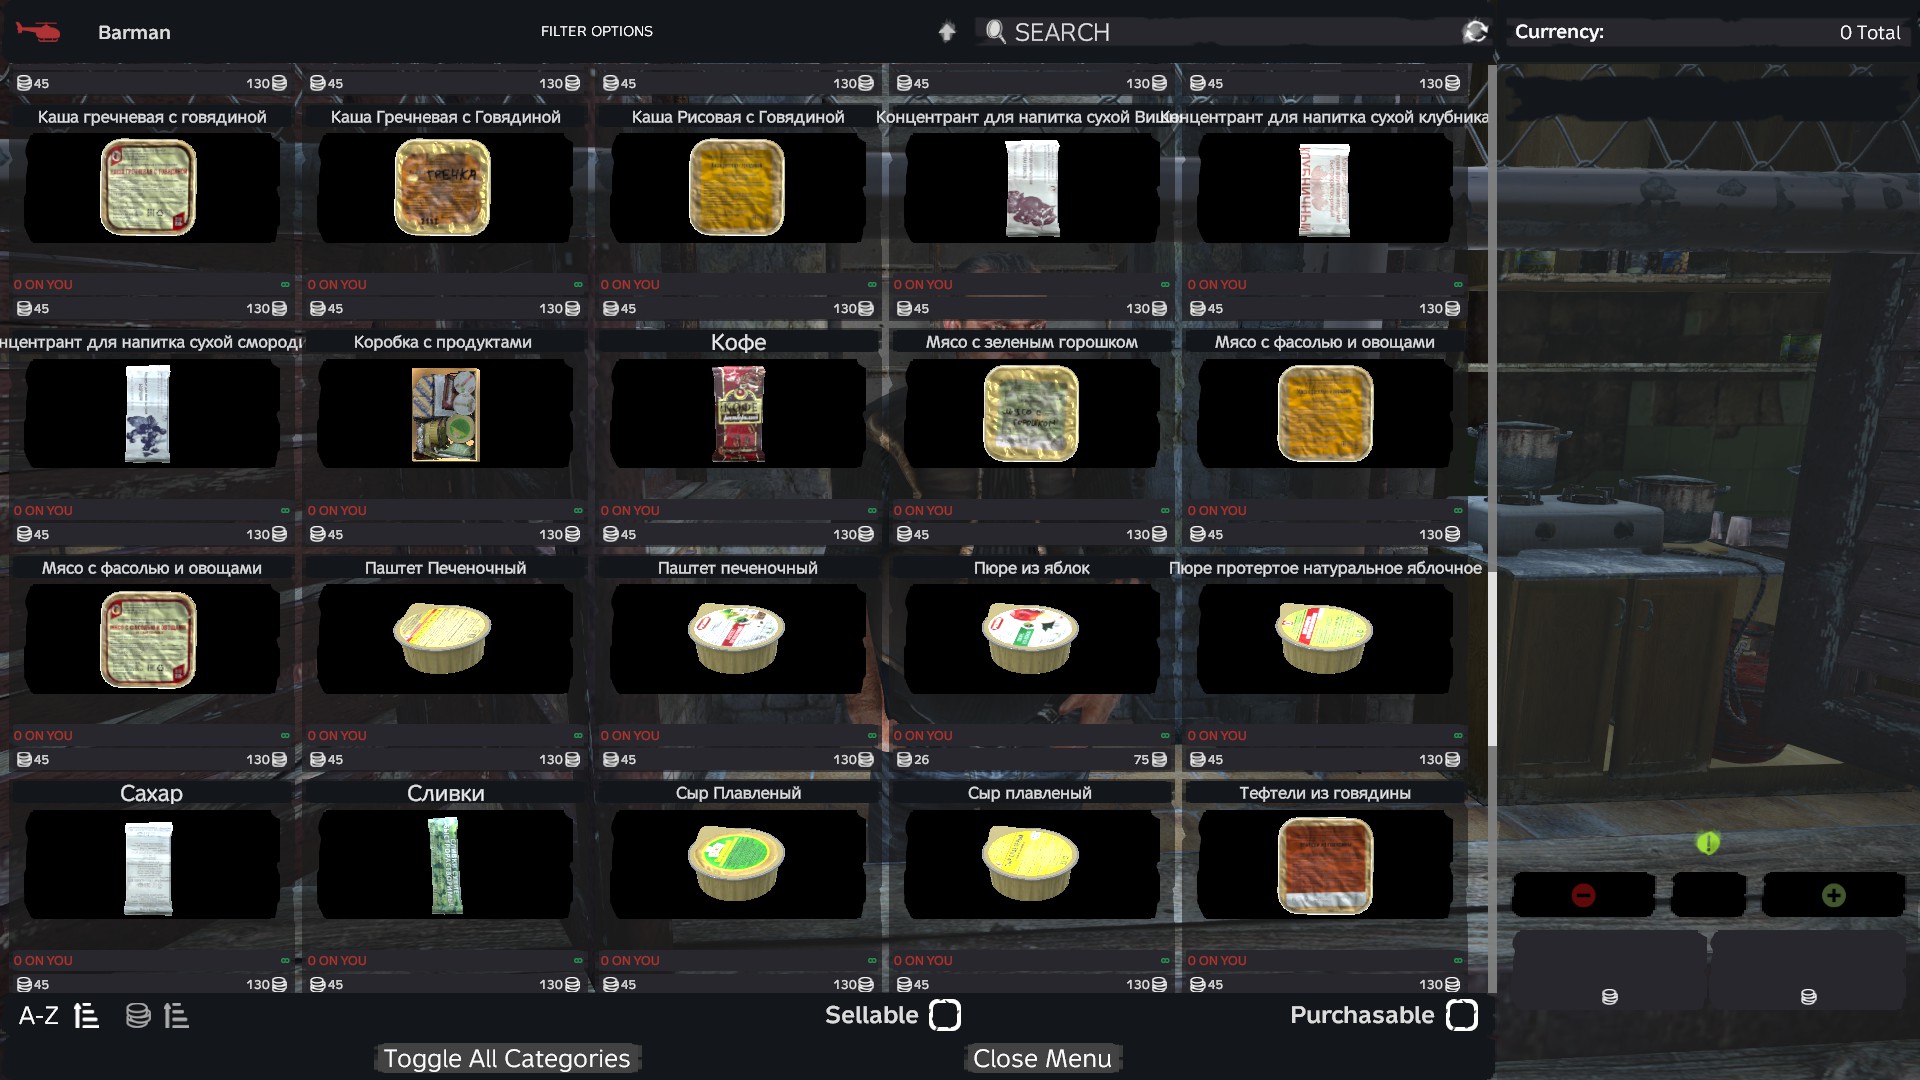 Barman
FILTER OPTIONS
SEARCH
Currency:
0 Total
45 130 45 130 45 130 45 130 45 130
Каша гречневая с говядиной
Каша Гречневая с Говядиной
Каша Рисовая с Говядиной
Концентрант для напитка сухой Вишн
нцентрант для напитка сухой клубника
ГРЕЧКА
0 ON YOU ∞ 0 ON YOU ∞ 0 ON YOU ∞ 0 ON YOU ∞ 0 ON YOU ∞
45 130 45 130 45 130 45 130 45 130
нцентрант для напитка сухой смороди
Коробка с продуктами
Кофе
Мясо с зеленым горошком
Мясо с фасолью и овощами
0 ON YOU ∞ 0 ON YOU ∞ 0 ON YOU ∞ 0 ON YOU ∞ 0 ON YOU ∞
45 130 45 130 45 130 45 130 45 130
Мясо с фасолью и овощами
Паштет Печеночный
Паштет печеночный
Пюре из яблок
Пюре протертое натуральное яблочное
0 ON YOU ∞ 0 ON YOU ∞ 0 ON YOU ∞ 0 ON YOU ∞ 0 ON YOU ∞
45 130 45 130 45 130 26 75 45 130
Сахар
Сливки
Сыр Плавленый
Сыр плавленый
Тефтели из говядины
0 ON YOU ∞ 0 ON YOU ∞ 0 ON YOU ∞ 0 ON YOU ∞ 0 ON YOU ∞
45 130 45 130 45 130 45 130 45 130
A-Z
Sellable
Purchasable
Toggle All Categories
Close Menu